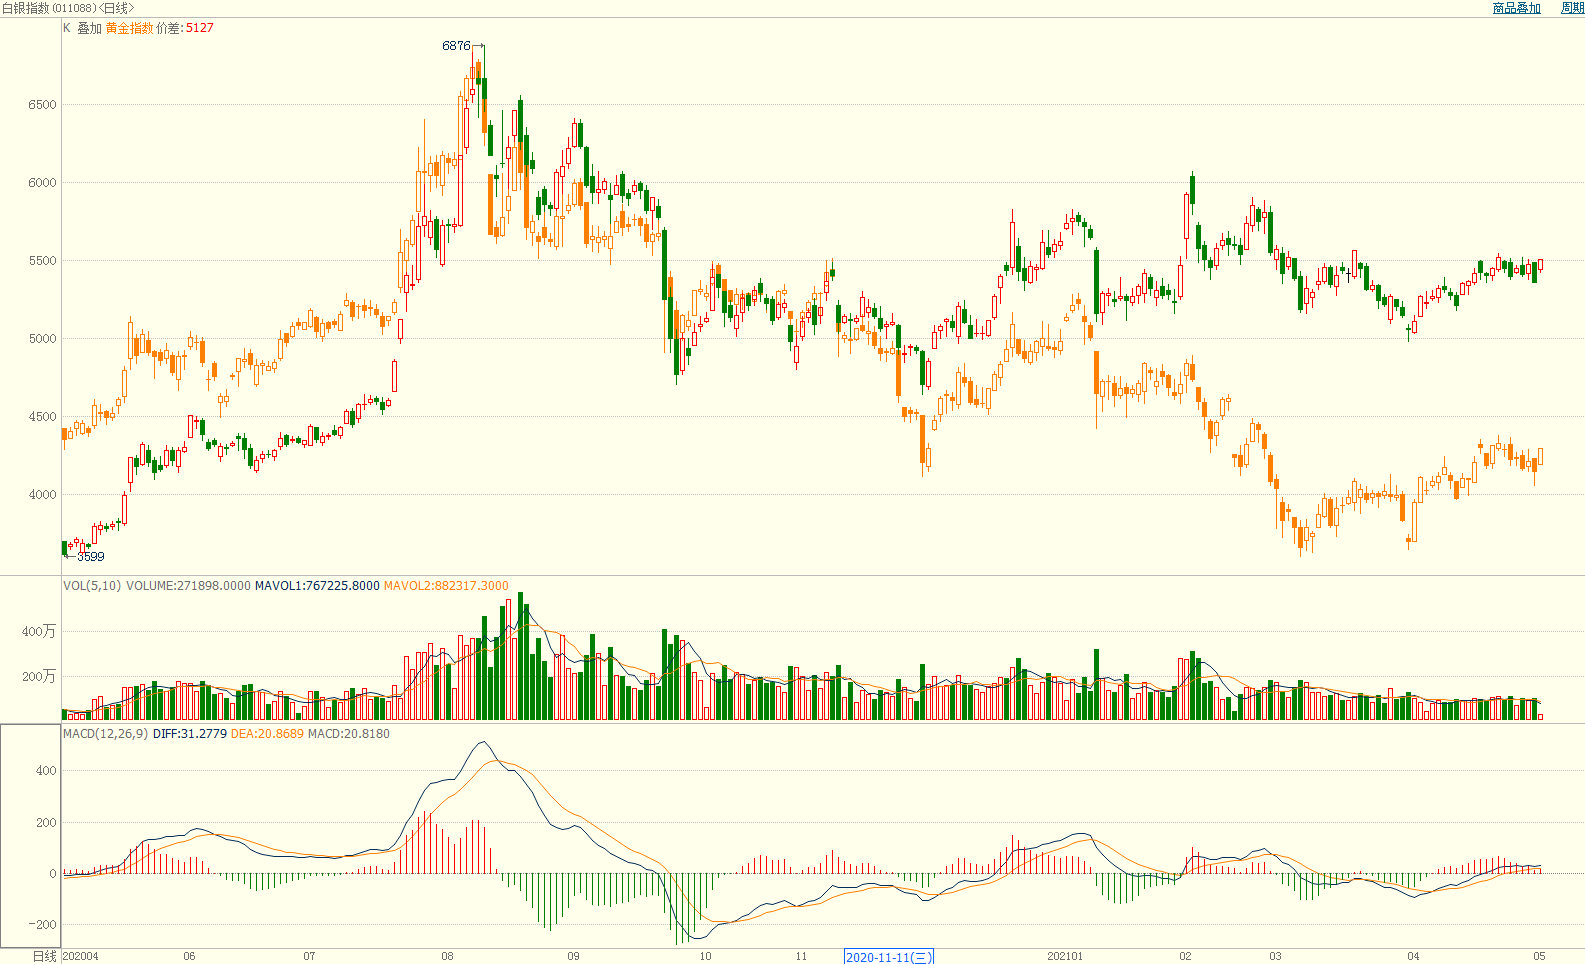 白银指数(011088)<日线> 商品叠加 周期
K 叠加 黄金指数 价差:5127
6876
6500
6000
5500
5000
4500
4000
3599
VOL(5,10) VOLUME:271898.0000 MAVOL1:767225.8000 MAVOL2:882317.3000
400万
200万
MACD(12,26,9) DIFF:31.2779 DEA:20.8689 MACD:20.8180
400
200
0
-200
日线 202004 06 07 08 09 10 11 2020-11-11(三) 202101 02 03 04 05